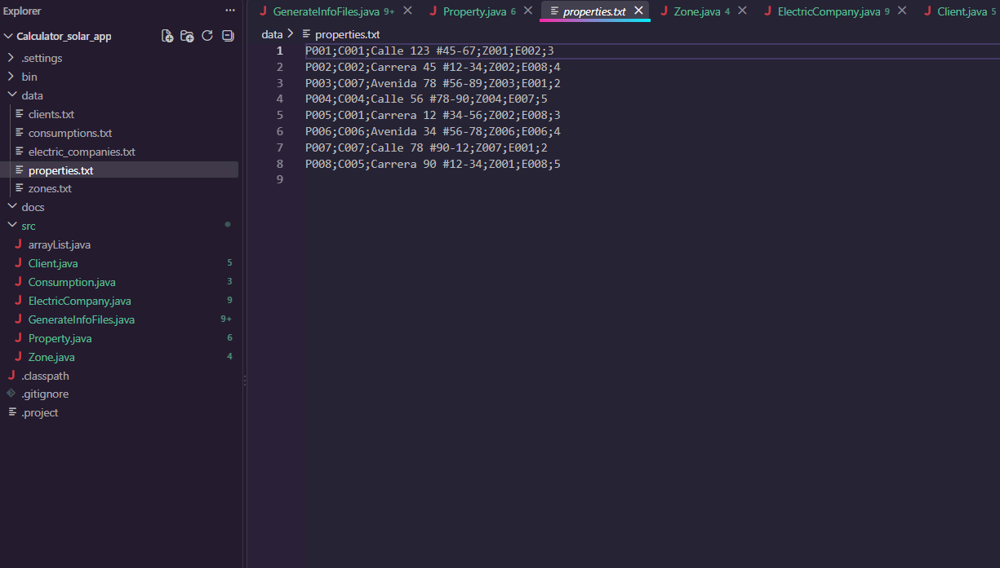 Explorer
Calculator_solar_app
.settings
bin
data
clients.txt
consumptions.txt
electric_companies.txt
properties.txt
zones.txt
docs
src
J arrayList.java
J Client.java 5
J Consumption.java 3
J ElectricCompany.java 9
J GenerateInfoFiles.java 9+
J Property.java 6
J Zone.java 4
J .classpath
.gitignore
.project
J GenerateInfoFiles.java 9+ J Property.java 6 properties.txt J Zone.java 4 J ElectricCompany.java 9 J Client.java 5
data > properties.txt
1 P001;C001;Calle 123 #45-67;Z001;E002;3
2 P002;C002;Carrera 45 #12-34;Z002;E008;4
3 P003;C007;Avenida 78 #56-89;Z003;E001;2
4 P004;C004;Calle 56 #78-90;Z004;E007;5
5 P005;C001;Carrera 12 #34-56;Z002;E008;3
6 P006;C006;Avenida 34 #56-78;Z006;E006;4
7 P007;C007;Calle 78 #90-12;Z007;E001;2
8 P008;C005;Carrera 90 #12-34;Z001;E008;5
9